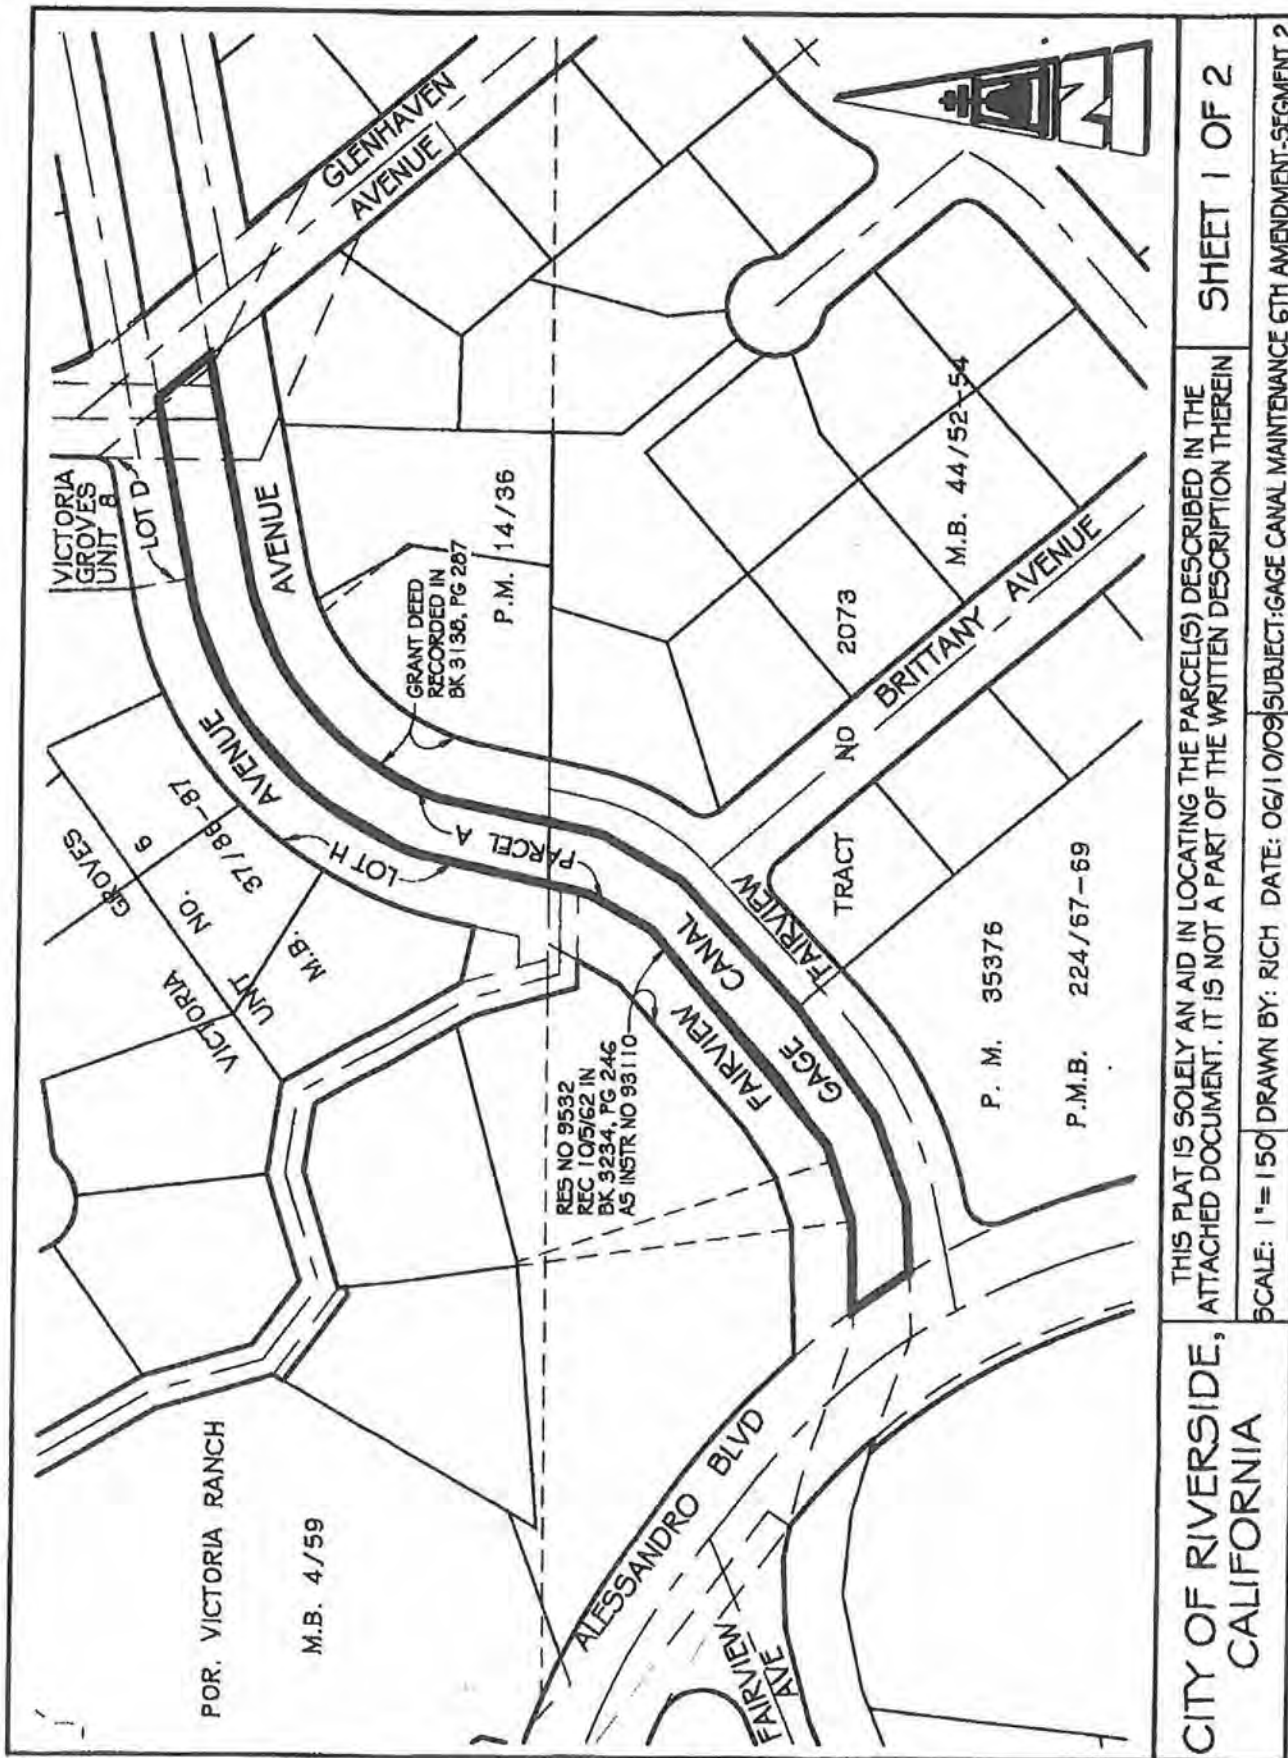 VICTORIA
GROVES
UNIT 8
LOT D
GLENHAVEN
AVENUE
AVENUE
GRANT DEED
RECORDED IN
BK 3138, PG 287
P.M. 14/36
VICTORIA GROVES
UNIT NO. 6
M.B. 37/86-87
AVENUE
LOT H
PARCEL A
POR. VICTORIA RANCH
M.B. 4/59
RES NO 9532
REC 10/5/62 IN
BK 3234, PG 246
AS INSTR NO 93110
FAIRVIEW
GAGE CANAL
FAIRVIEW
TRACT NO 2073
M.B. 44/52-54
BRITTANY AVENUE
P. M. 35376
P.M.B. 224/67-69
ALESSANDRO BLVD
FAIRVIEW
AVE
N
CITY OF RIVERSIDE,
CALIFORNIA
THIS PLAT IS SOLELY AN AID IN LOCATING THE PARCEL(S) DESCRIBED IN THE
ATTACHED DOCUMENT. IT IS NOT A PART OF THE WRITTEN DESCRIPTION THEREIN
SHEET 1 OF 2
SCALE: 1"=150' DRAWN BY: RICH DATE: 06/10/09 SUBJECT: GAGE CANAL MAINTENANCE 6TH AMENDMENT-SEGMENT 2